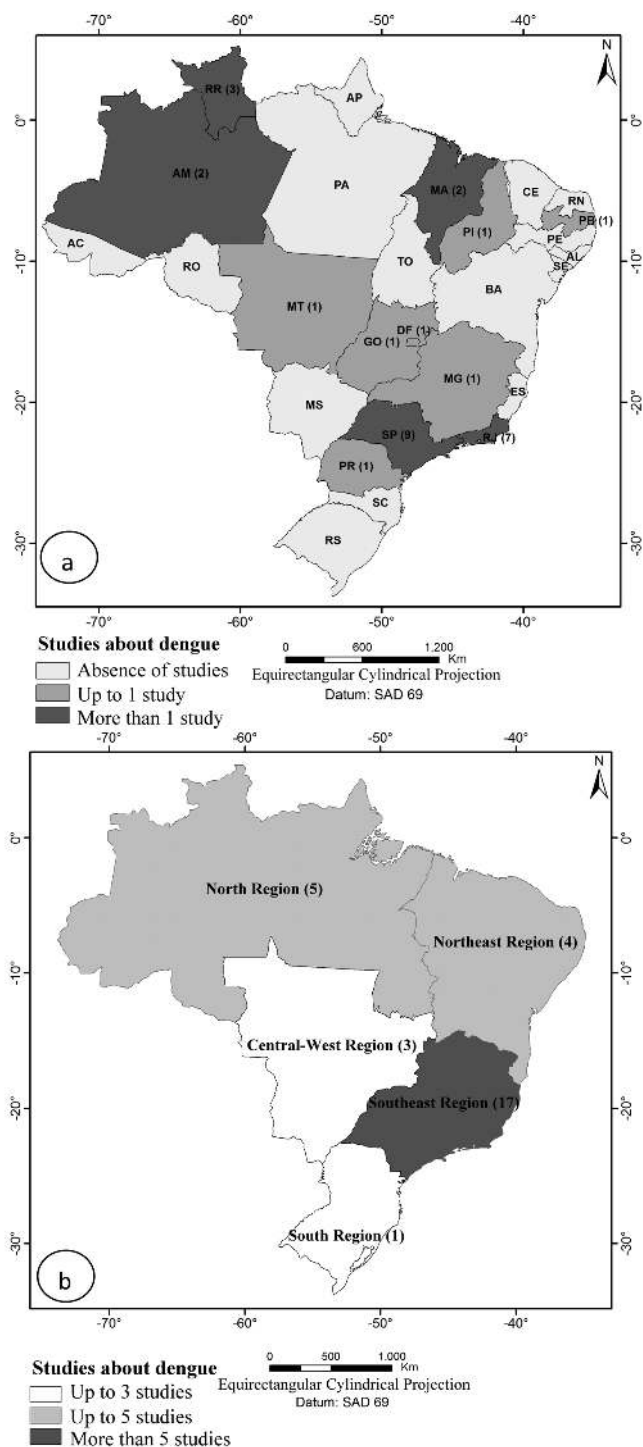 -70° -60° -50° -40°
N
0°
-10°
-20°
-30°
0°
-10°
-20°
-30°
RR (3)
AP
AM (2)
PA
MA (2)
CE
RN
PB (1)
PI (1)
PE
AL
SE
AC
RO
TO
BA
MT (1)
DF (1)
GO (1)
MG (1)
ES
MS
SP (9)
RJ (7)
PR (1)
SC
RS
a
-70° -60° -50° -40°
Studies about dengue
Absence of studies
Up to 1 study
More than 1 study
0 600 1.200
Km
Equirectangular Cylindrical Projection
Datum: SAD 69
-70° -60° -50° -40°
N
0°
-10°
-20°
-30°
0°
-10°
-20°
-30°
North Region (5)
Northeast Region (4)
Central-West Region (3)
Southeast Region (17)
South Region (1)
b
-70° -60° -50° -40°
Studies about dengue
Up to 3 studies
Up to 5 studies
More than 5 studies
0 500 1.000
Km
Equirectangular Cylindrical Projection
Datum: SAD 69